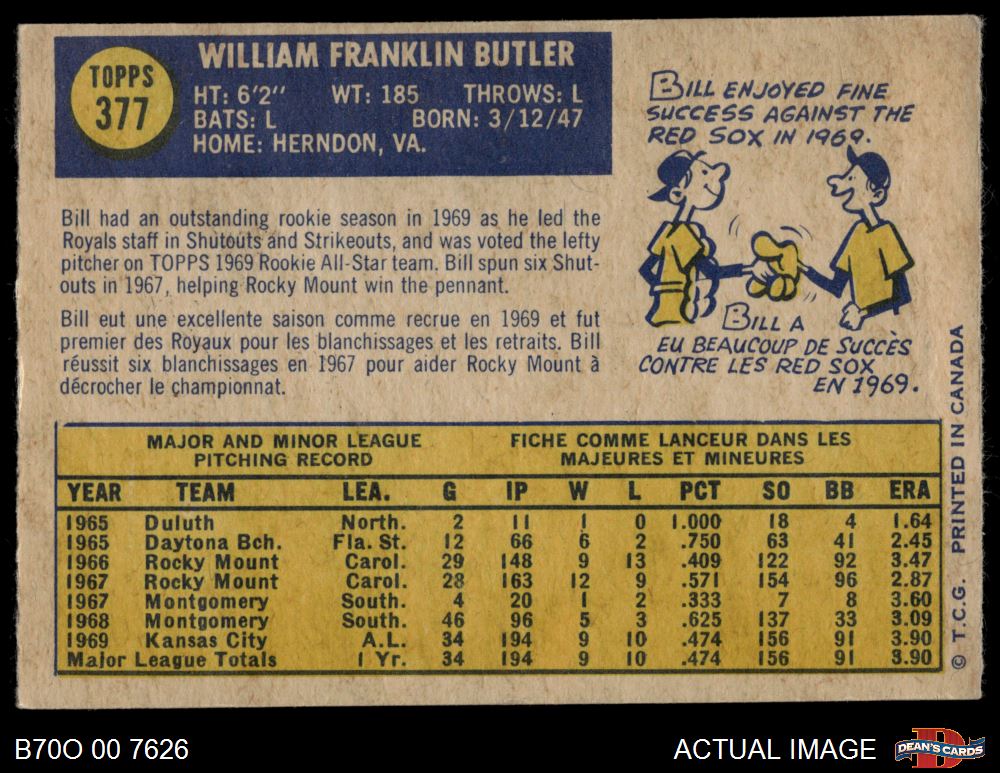 TOPPS
377
WILLIAM FRANKLIN BUTLER
HT: 6'2" WT: 185 THROWS: L
BATS: L BORN: 3/12/47
HOME: HERNDON, VA.
Bill had an outstanding rookie season in 1969 as he led the
Royals staff in Shutouts and Strikeouts, and was voted the lefty
pitcher on TOPPS 1969 Rookie All-Star team. Bill spun six Shut-
outs in 1967, helping Rocky Mount win the pennant.
Bill eut une excellente saison comme recrue en 1969 et fut
premier des Royaux pour les blanchissages et les retraits. Bill
réussit six blanchissages en 1967 pour aider Rocky Mount à
décrocher le championnat.
BILL ENJOYED FINE
SUCCESS AGAINST THE
RED SOX IN 1969.
BILL A
EU BEAUCOUP DE SUCCÈS
CONTRE LES RED SOX
EN 1969.
MAJOR AND MINOR LEAGUE FICHE COMME LANCEUR DANS LES
PITCHING RECORD MAJEURES ET MINEURES
YEAR TEAM LEA. G IP W L PCT SO BB ERA
1965 Duluth North. 2 11 1 0 1.000 18 4 1.64
1965 Daytona Bch. Fla. St. 12 66 6 2 .750 63 41 2.45
1966 Rocky Mount Carol. 29 148 9 13 .409 122 92 3.47
1967 Rocky Mount Carol. 28 163 12 9 .571 154 96 2.87
1967 Montgomery South. 4 20 1 2 .333 7 8 3.60
1968 Montgomery South. 46 96 5 3 .625 137 33 3.09
1969 Kansas City A.L. 34 194 9 10 .474 156 91 3.90
Major League Totals 1 Yr. 34 194 9 10 .474 156 91 3.90
© T.C.G. PRINTED IN CANADA
B70O 00 7626
ACTUAL IMAGE
DEAN'S CARDS